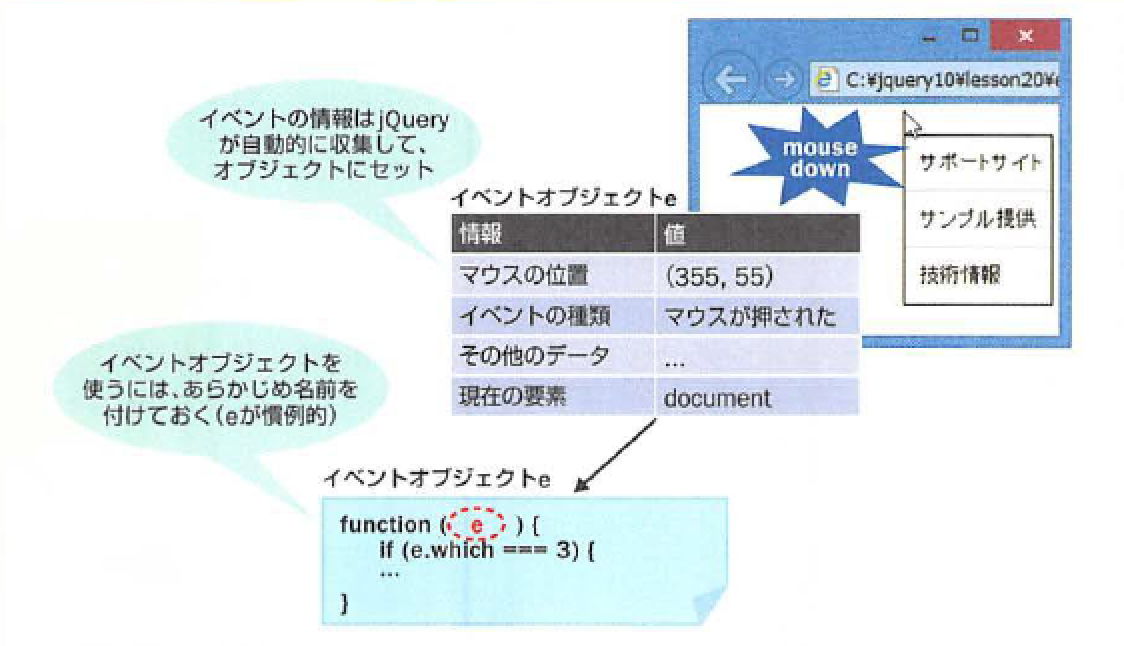 C:¥jquery10¥lesson20¥
イベントの情報はjQuery
が自動的に収集して、
オブジェクトにセット
mouse
down
サポートサイト
サンプル提供
技術情報
イベントオブジェクトe
情報 値
マウスの位置 (355, 55)
イベントの種類 マウスが押された
その他のデータ ...
現在の要素 document
イベントオブジェクトを
使うには、あらかじめ名前を
付けておく(eが慣例的)
イベントオブジェクトe
function ( e ) {
if (e.which === 3) {
...
}